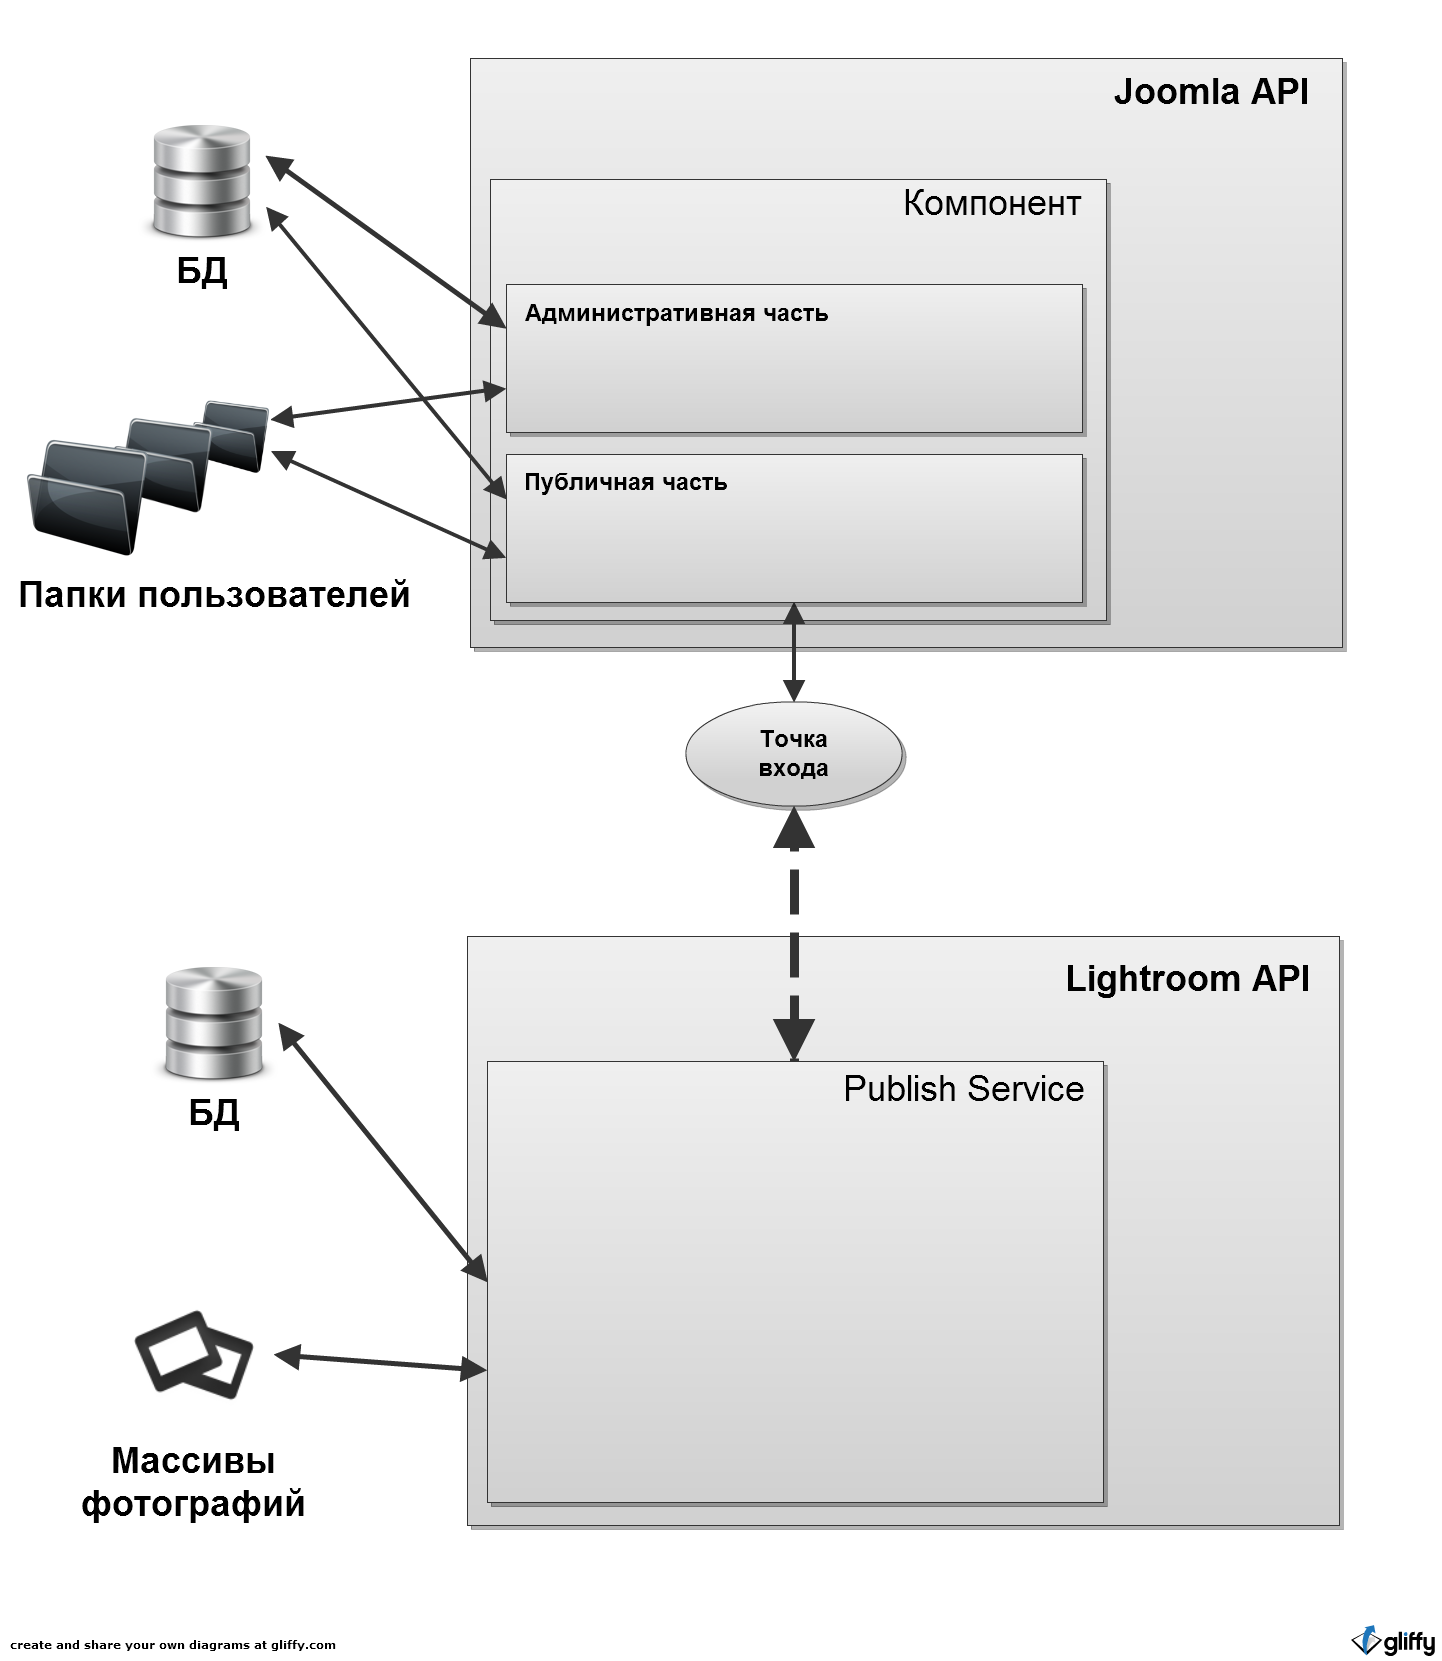 Joomla API
Компонент
БД
Административная часть
Публичная часть
Папки пользователей
Точка
входа
Lightroom API
Publish Service
БД
Массивы
фотографий
create and share your own diagrams at gliffy.com
gliffy